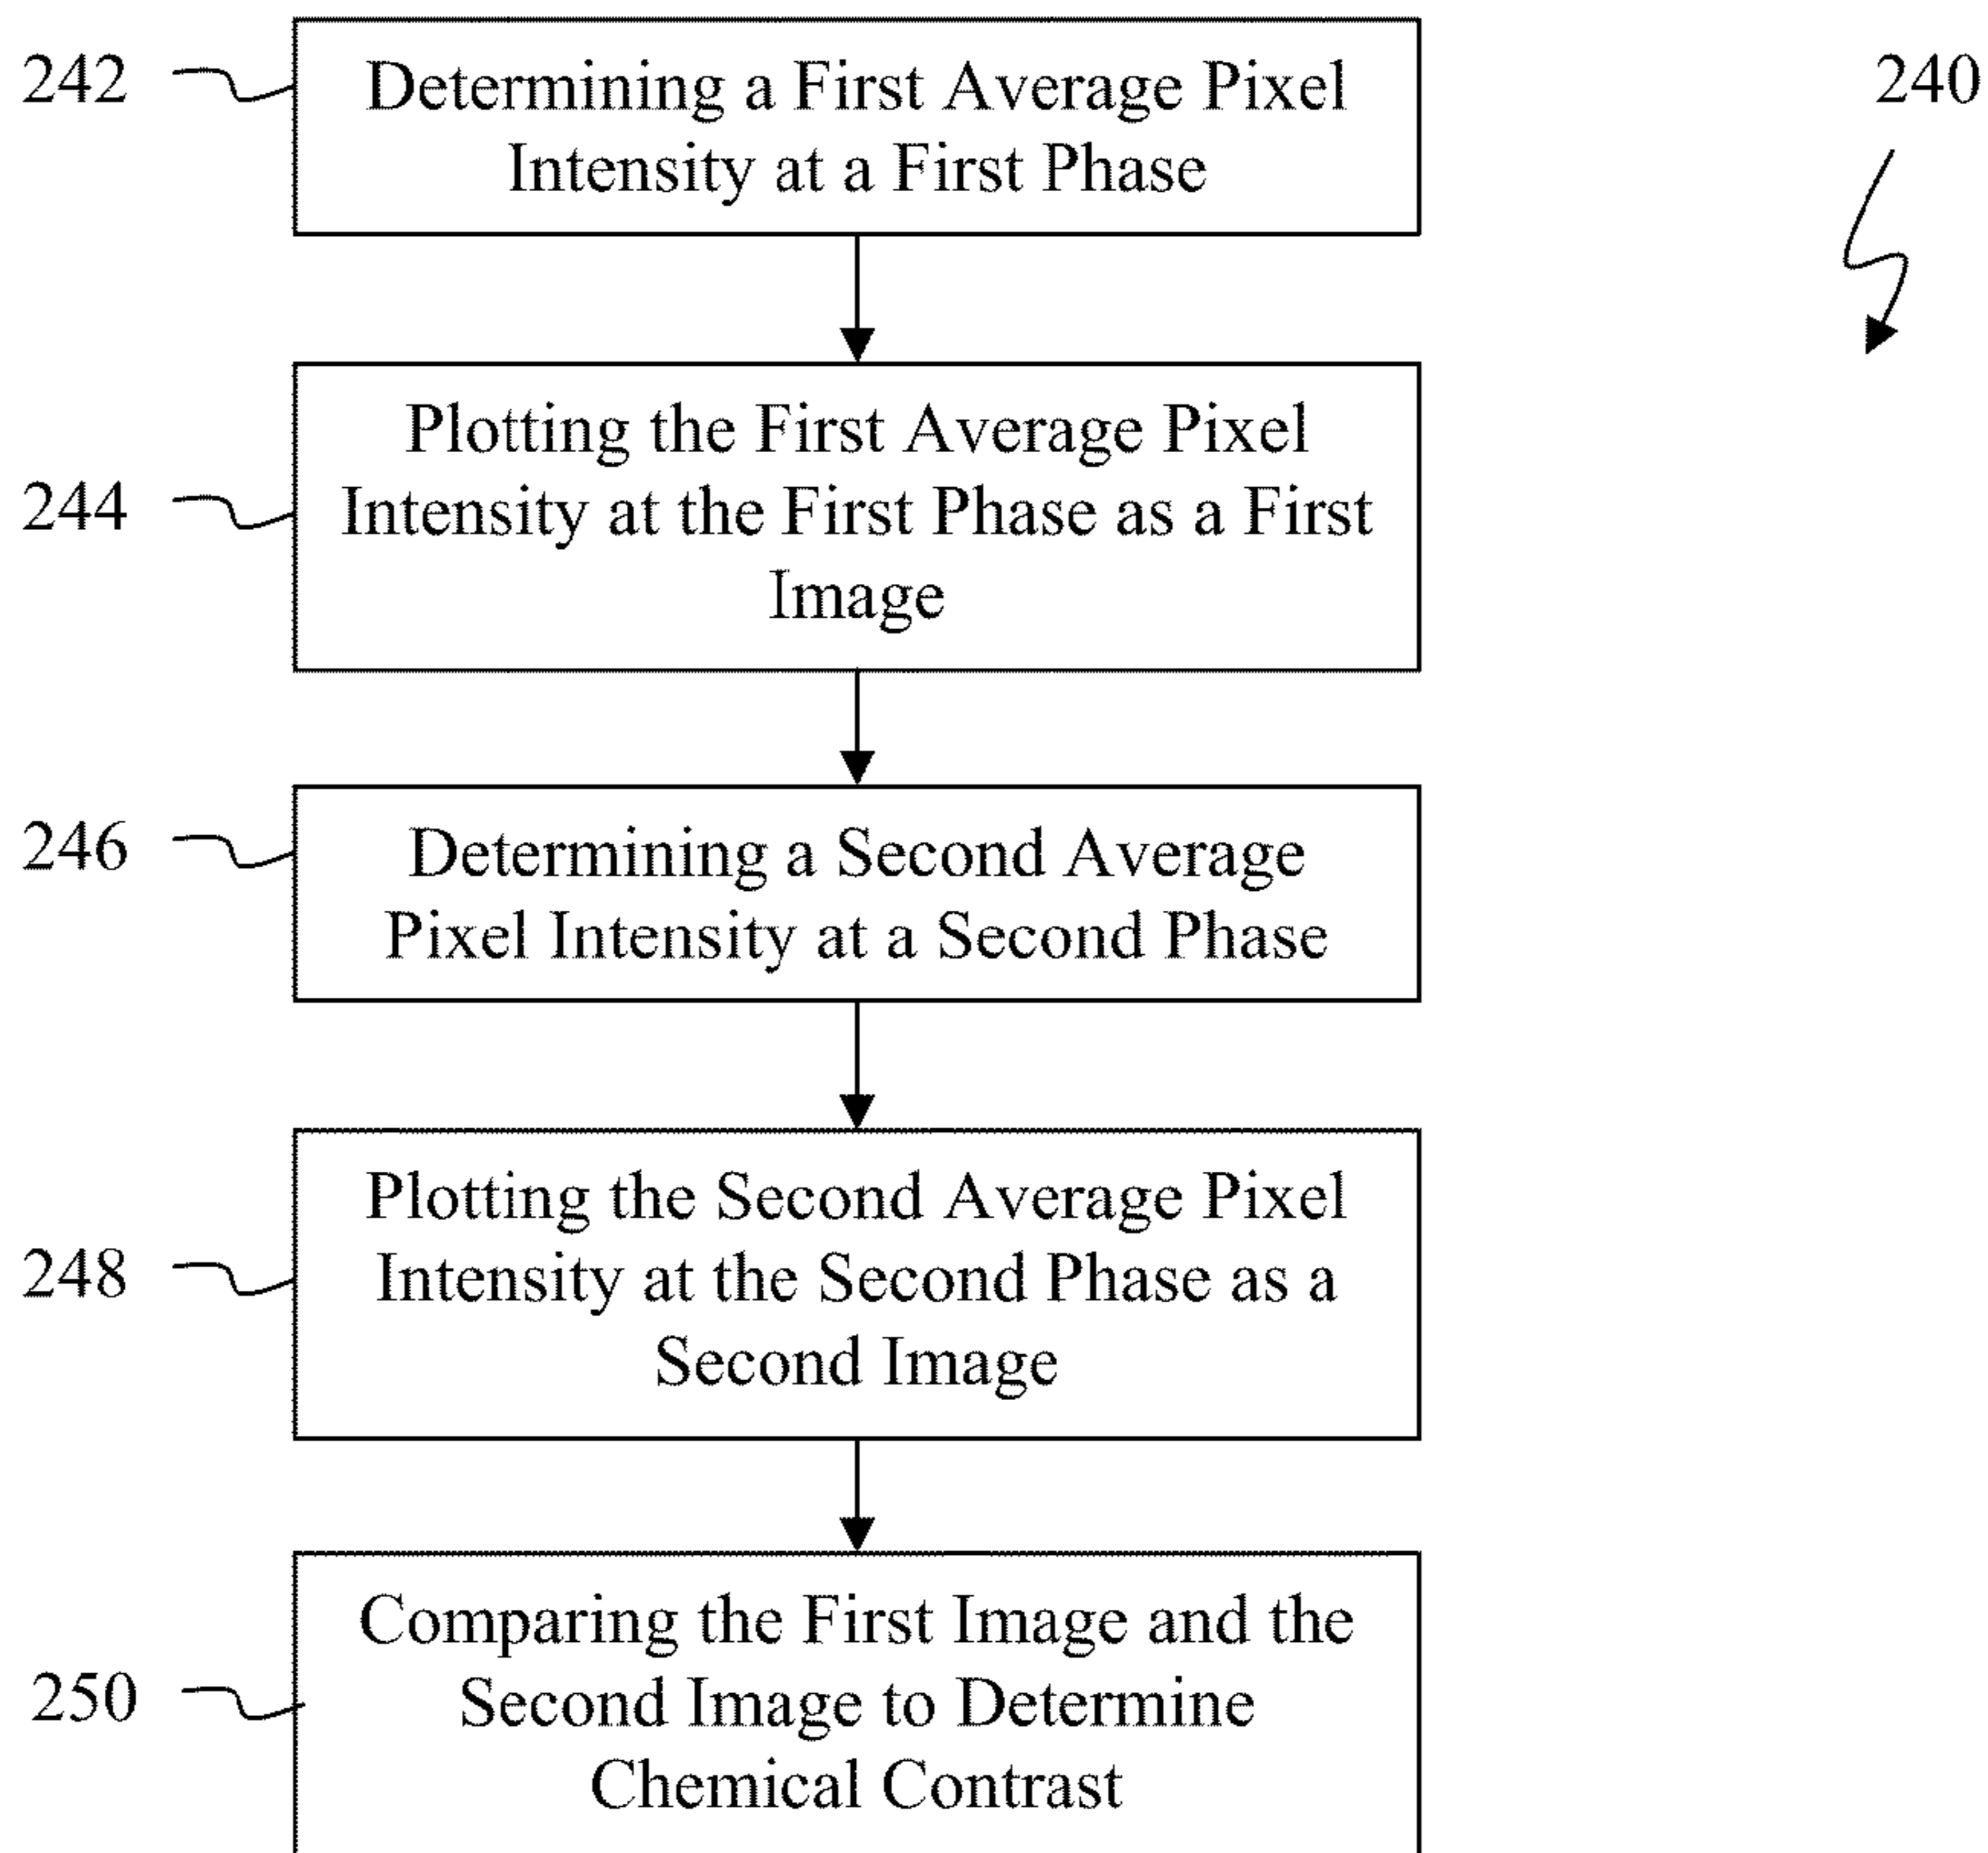 242
Determining a First Average Pixel
Intensity at a First Phase
240
244
Plotting the First Average Pixel
Intensity at the First Phase as a First
Image
246
Determining a Second Average
Pixel Intensity at a Second Phase
248
Plotting the Second Average Pixel
Intensity at the Second Phase as a
Second Image
250
Comparing the First Image and the
Second Image to Determine
Chemical Contrast